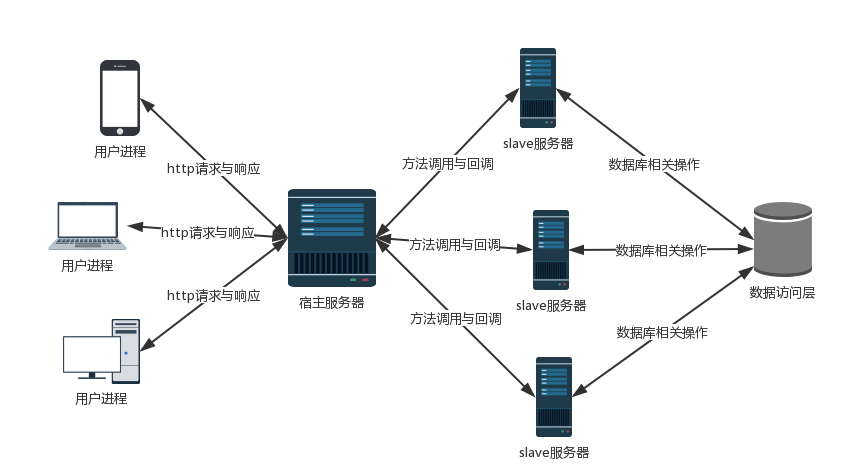 用户进程
http请求与响应
用户进程
http请求与响应
用户进程
http请求与响应
宿主服务器
方法调用与回调
slave服务器
数据库相关操作
方法调用与回调
slave服务器
数据库相关操作
方法调用与回调
slave服务器
数据库相关操作
数据访问层